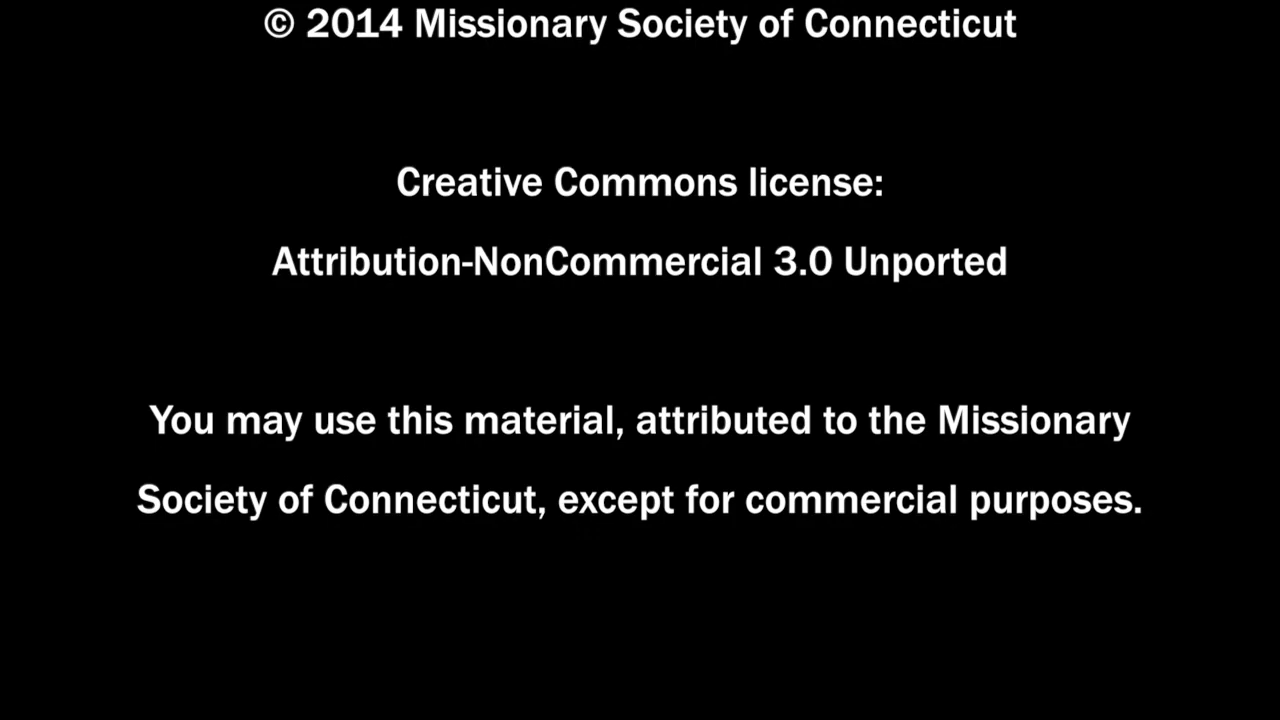 © 2014 Missionary Society of Connecticut
Creative Commons license:
Attribution-NonCommercial 3.0 Unported
You may use this material, attributed to the Missionary
Society of Connecticut, except for commercial purposes.